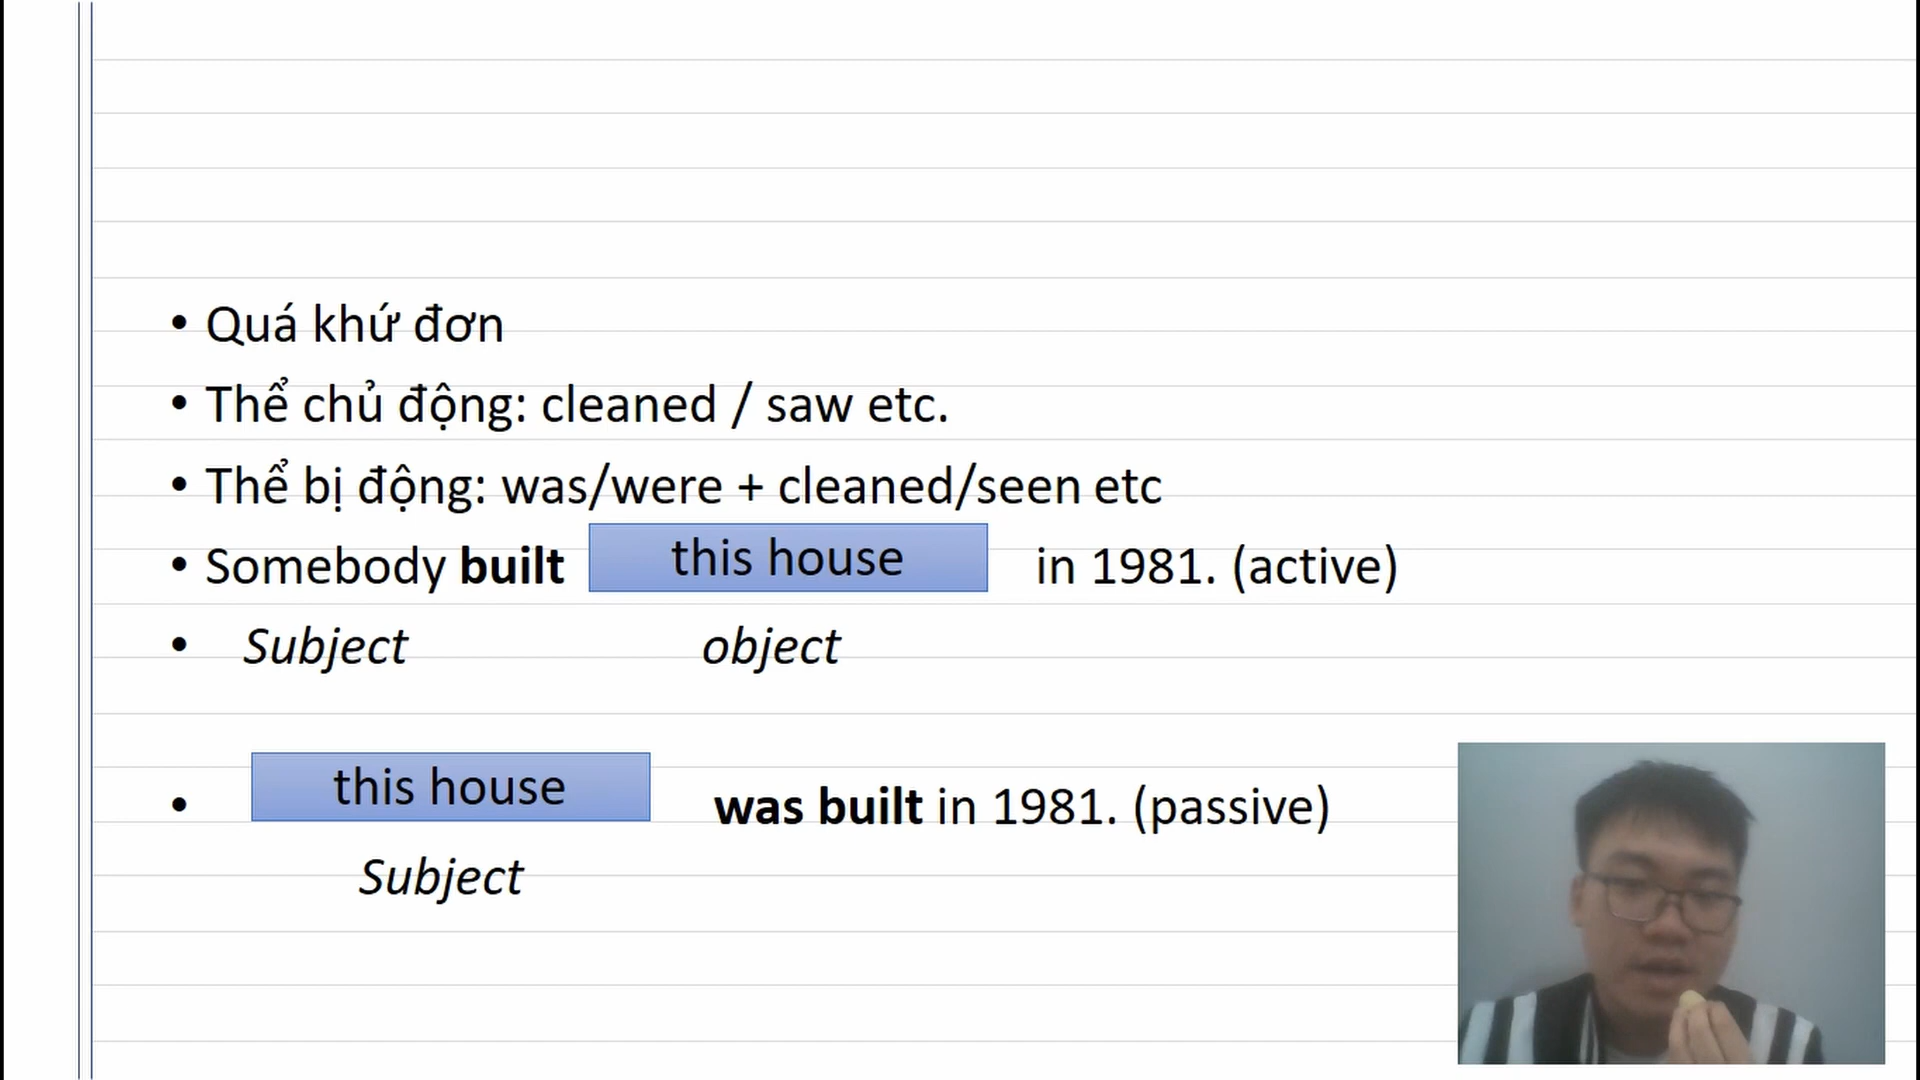 • Quá khứ đơn
• Thể chủ động: cleaned / saw etc.
• Thể bị động: was/were + cleaned/seen etc
• Somebody built this house in 1981. (active)
• Subject object
• this house was built in 1981. (passive)
Subject